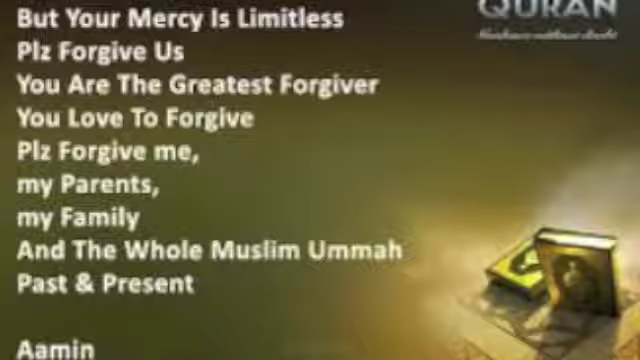 But Your Mercy Is Limitless
Plz Forgive Us
You Are The Greatest Forgiver
You Love To Forgive
Plz Forgive me,
my Parents,
my Family
And The Whole Muslim Ummah
Past & Present
Aamin
QURAN